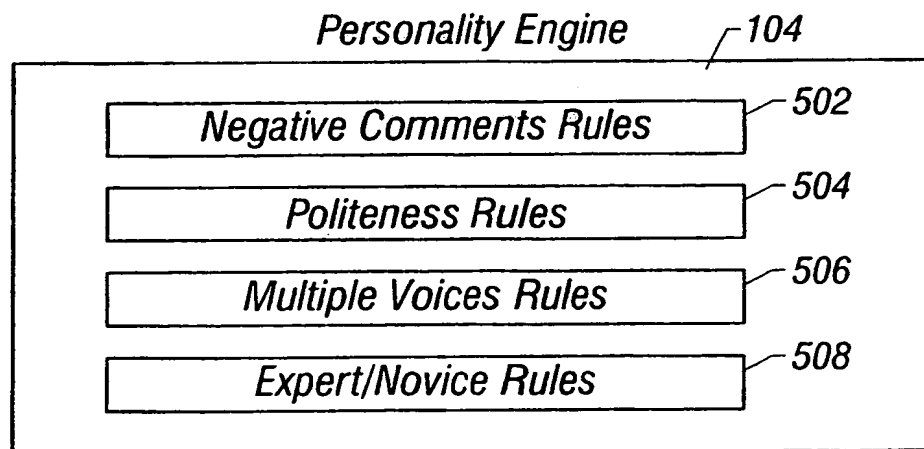 Personality Engine 104
Negative Comments Rules 502
Politeness Rules 504
Multiple Voices Rules 506
Expert/Novice Rules 508